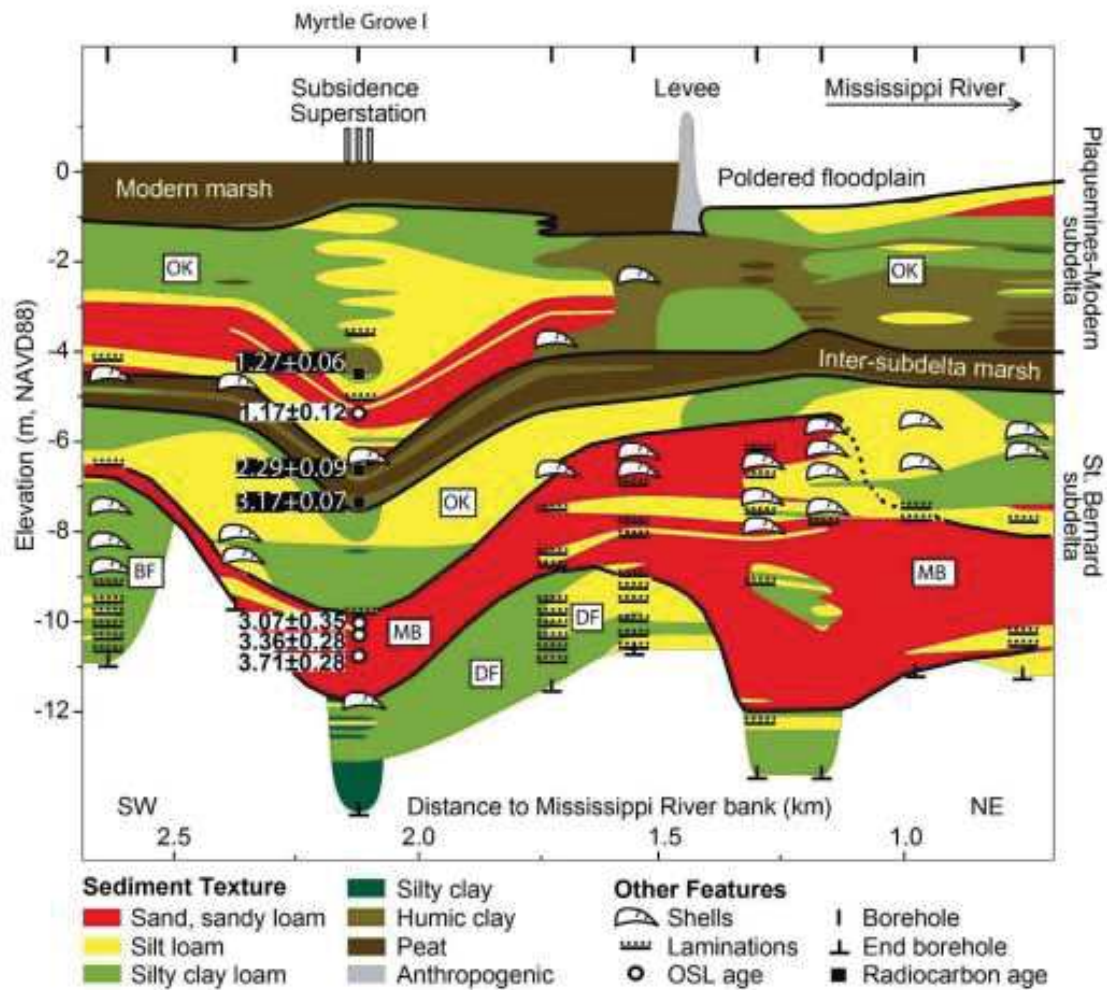 Myrtle Grove I
Subsidence
Superstation
Levee
Mississippi River
Modern marsh
Poldered floodplain
Plaquemines-Modern
subdelta
St. Bernard
subdelta
Elevation (m, NAVD88)
0
-2
-4
-6
-8
-10
-12
OK
OK
1.27±0.06
Inter-subdelta marsh
1.17±0.12
2.29±0.09
3.17±0.07
OK
BF
MB
3.07±0.35
3.36±0.28
3.71±0.28
MB
DF
DF
SW
Distance to Mississippi River bank (km)
NE
2.5
2.0
1.5
1.0
Sediment Texture
Sand, sandy loam
Silt loam
Silty clay loam
Silty clay
Humic clay
Peat
Anthropogenic
Other Features
Shells
Laminations
OSL age
Borehole
End borehole
Radiocarbon age